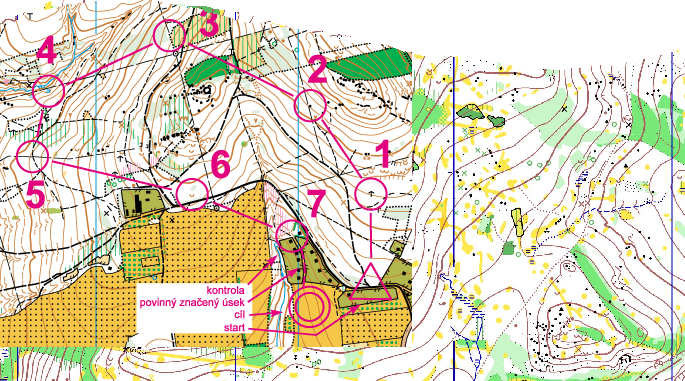 3
4
2
1
5
6
7
kontrola
povinný značený úsek
cíl
start